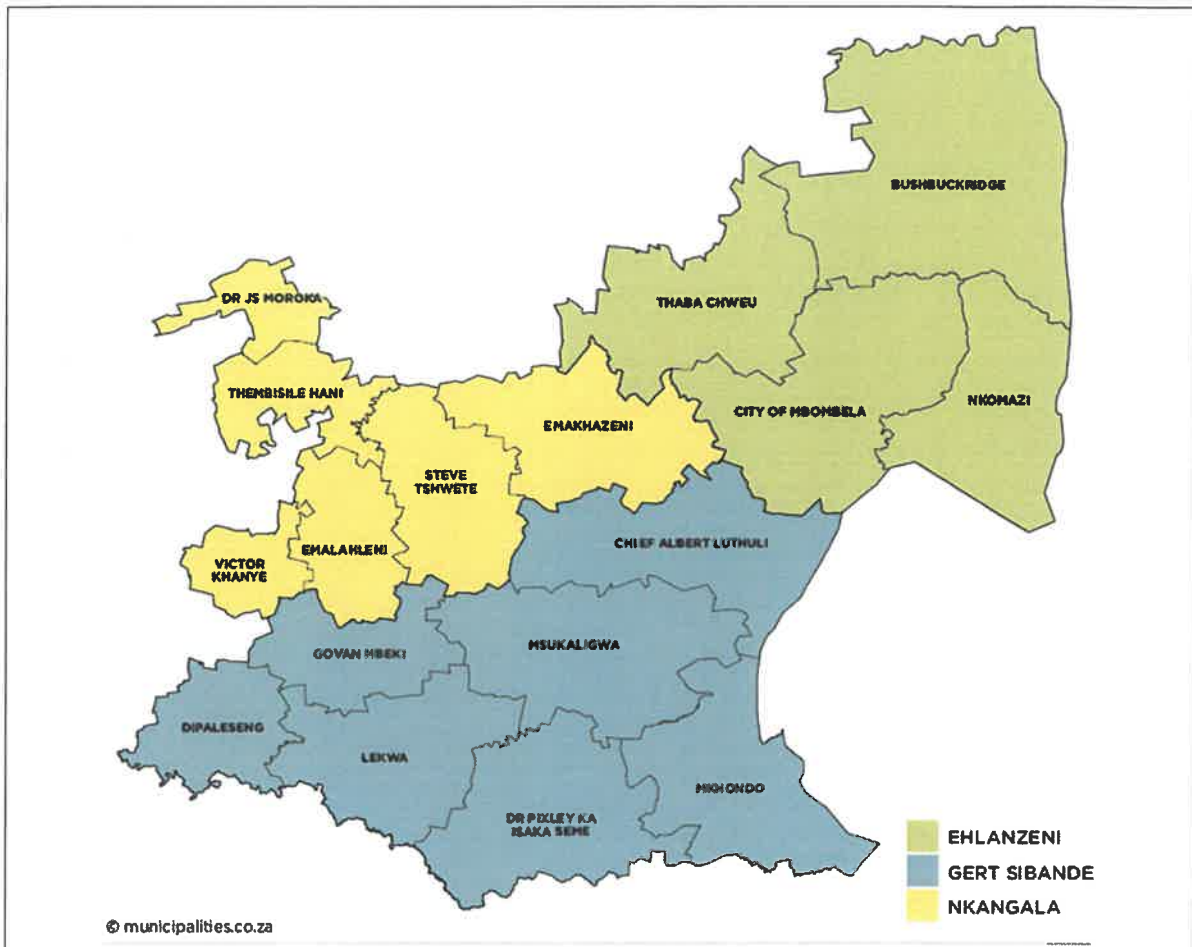 BUSHBUCKRIDGE
THABA CHWEU
DR JS MOROKA
THEMBISILE HANI
CITY OF MBOMBELA
NKOMAZI
EMAKHAZENI
STEVE
TSHWETE
CHIEF ALBERT LUTHULI
EMALAHLENI
VICTOR
KHANYE
MSUKALIGWA
GOVAN MBEKI
DIPALESENG
LEKWA
MKHONDO
DR PIXLEY KA
ISAKA SEME
EHLANZENI
GERT SIBANDE
NKANGALA
© municipalities.co.za